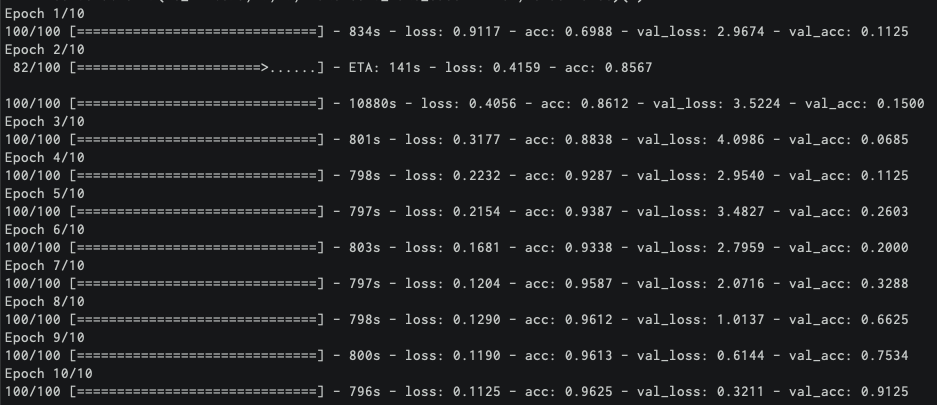 Epoch 1/10
100/100 [==============================] - 834s - loss: 0.9117 - acc: 0.6988 - val_loss: 2.9674 - val_acc: 0.1125
Epoch 2/10
 82/100 [=======================>......] - ETA: 141s - loss: 0.4159 - acc: 0.8567
100/100 [==============================] - 10880s - loss: 0.4056 - acc: 0.8612 - val_loss: 3.5224 - val_acc: 0.1500
Epoch 3/10
100/100 [==============================] - 801s - loss: 0.3177 - acc: 0.8838 - val_loss: 4.0986 - val_acc: 0.0685
Epoch 4/10
100/100 [==============================] - 798s - loss: 0.2232 - acc: 0.9287 - val_loss: 2.9540 - val_acc: 0.1125
Epoch 5/10
100/100 [==============================] - 797s - loss: 0.2154 - acc: 0.9387 - val_loss: 3.4827 - val_acc: 0.2603
Epoch 6/10
100/100 [==============================] - 803s - loss: 0.1681 - acc: 0.9338 - val_loss: 2.7959 - val_acc: 0.2000
Epoch 7/10
100/100 [==============================] - 797s - loss: 0.1204 - acc: 0.9587 - val_loss: 2.0716 - val_acc: 0.3288
Epoch 8/10
100/100 [==============================] - 798s - loss: 0.1290 - acc: 0.9612 - val_loss: 1.0137 - val_acc: 0.6625
Epoch 9/10
100/100 [==============================] - 800s - loss: 0.1190 - acc: 0.9613 - val_loss: 0.6144 - val_acc: 0.7534
Epoch 10/10
100/100 [==============================] - 796s - loss: 0.1125 - acc: 0.9625 - val_loss: 0.3211 - val_acc: 0.9125